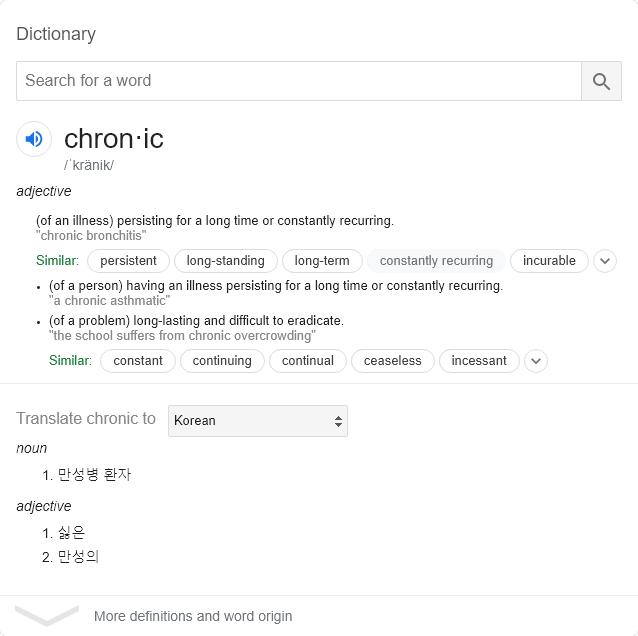 Dictionary
Search for a word
chron·ic
/ˈkränik/
adjective
(of an illness) persisting for a long time or constantly recurring.
"chronic bronchitis"
Similar: persistent long-standing long-term constantly recurring incurable
• (of a person) having an illness persisting for a long time or constantly recurring.
"a chronic asthmatic"
• (of a problem) long-lasting and difficult to eradicate.
"the school suffers from chronic overcrowding"
Similar: constant continuing continual ceaseless incessant
Translate chronic to Korean
noun
1. 만성병 환자
adjective
1. 싫은
2. 만성의
More definitions and word origin